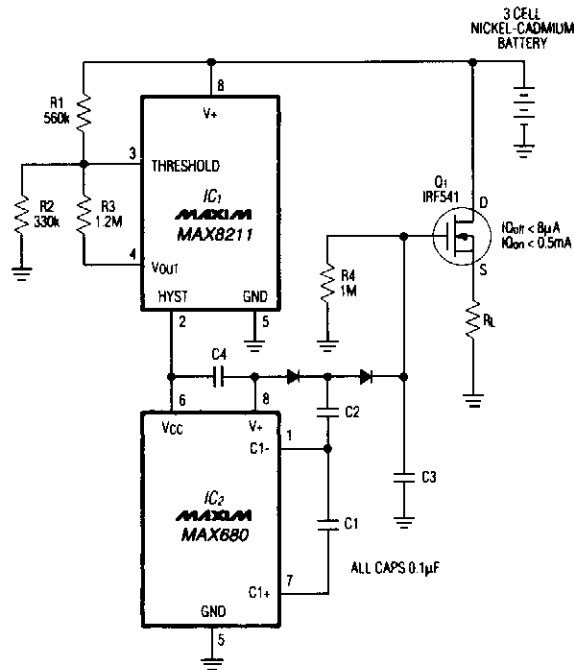 3 CELL
NICKEL-CADMIUM
BATTERY
8
V+
R1
560k
3
THRESHOLD
Q1
IRF541
D
IC1
MAXIM
MAX8211
R2
330k
R3
1.2M
IQoff < 8µA
IQon < 0.5mA
4
VOUT
S
R4
1M
HYST
GND
2
5
RL
C4
6
8
VCC
V+
C2
1
C1-
IC2
MAXIM
MAX680
C3
C1
ALL CAPS 0.1µF
7
C1+
GND
5